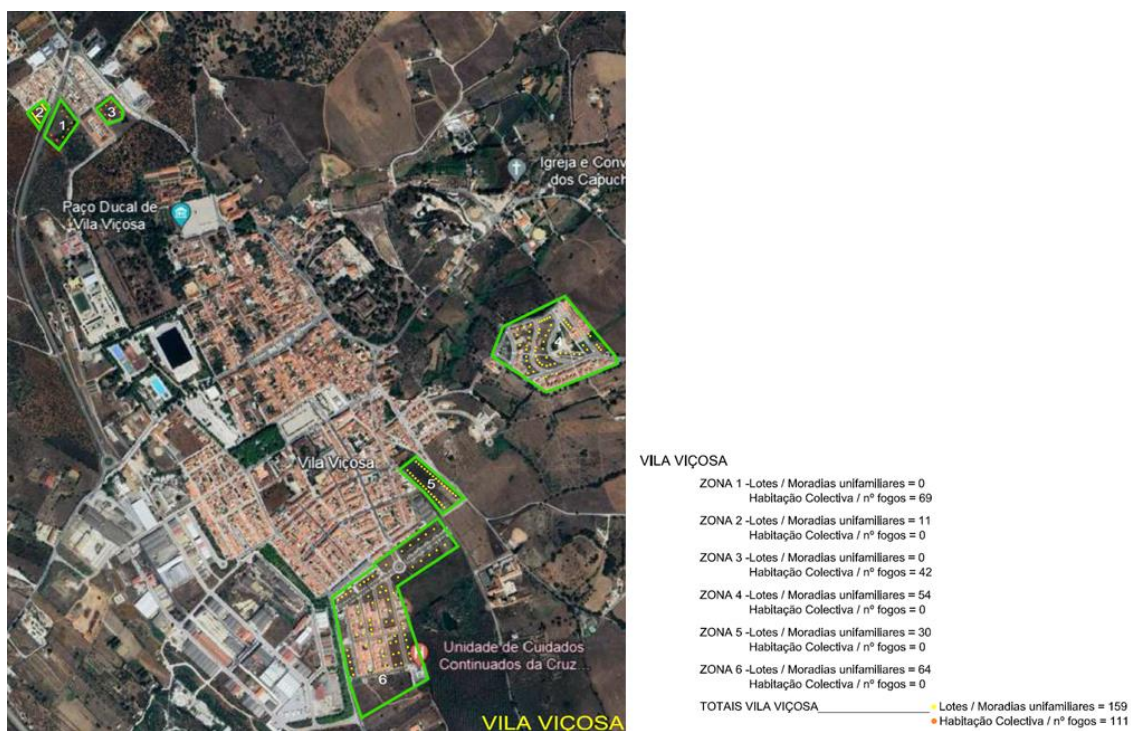 2
1
3
Igreja e Conv
dos Capuch
Paço Ducal de
Vila Viçosa
4
Vila Viçosa
5
Unidade de Cuidados
Continuados da Cruz...
6
VILA VIÇOSA
VILA VIÇOSA
ZONA 1 -Lotes / Moradias unifamiliares = 0
Habitação Colectiva / nº fogos = 69
ZONA 2 -Lotes / Moradias unifamiliares = 11
Habitação Colectiva / nº fogos = 0
ZONA 3 -Lotes / Moradias unifamiliares = 0
Habitação Colectiva / nº fogos = 42
ZONA 4 -Lotes / Moradias unifamiliares = 54
Habitação Colectiva / nº fogos = 0
ZONA 5 -Lotes / Moradias unifamiliares = 30
Habitação Colectiva / nº fogos = 0
ZONA 6 -Lotes / Moradias unifamiliares = 64
Habitação Colectiva / nº fogos = 0
TOTAIS VILA VIÇOSA____________________ Lotes / Moradias unifamiliares = 159
Habitação Colectiva / nº fogos = 111